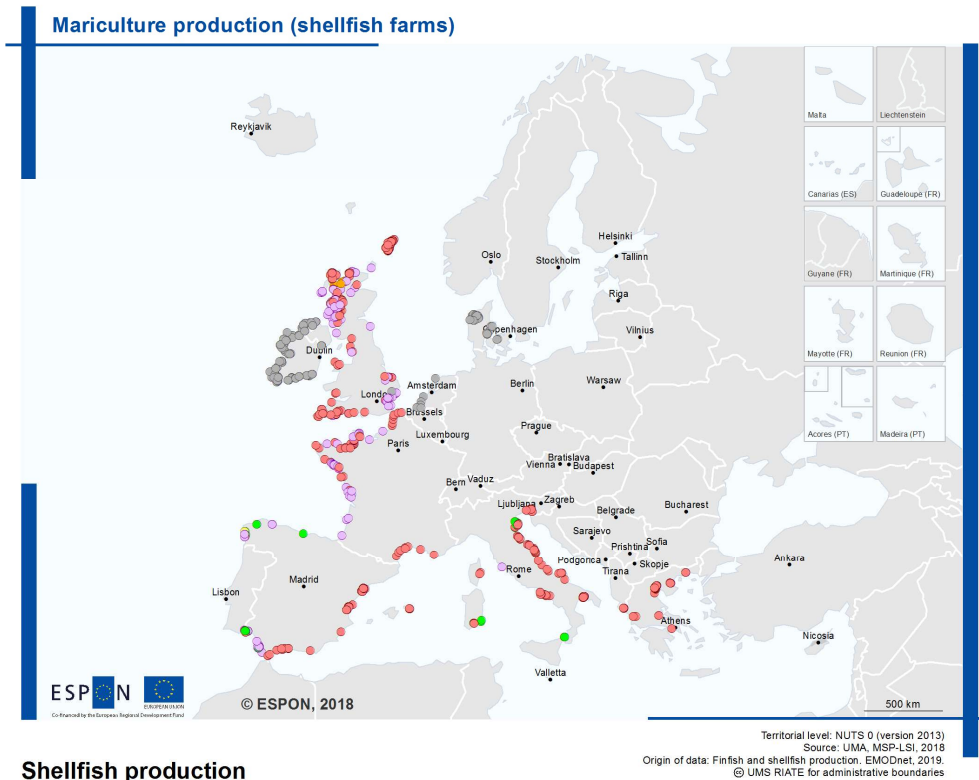 Mariculture production (shellfish farms)
Reykjavik
Malta
Liechtenstein
Canarias (ES)
Guadeloupe (FR)
Guyane (FR)
Martinique (FR)
Mayotte (FR)
Reunion (FR)
Acores (PT)
Madeira (PT)
Helsinki
Oslo
Stockholm
Tallinn
Riga
Copenhagen
Vilnius
Dublin
Amsterdam
Berlin
Warsaw
London
Brussels
Prague
Luxembourg
Paris
Bratislava
Vienna
Budapest
Bern
Vaduz
Ljubljana
Zagreb
Bucharest
Belgrade
Sarajevo
Prishtina
Sofia
Podgorica
Skopje
Ankara
Rome
Tirana
Madrid
Lisbon
Athens
Nicosia
Valletta
ESPON
EUROPEAN UNION
Co-financed by the European Regional Development Fund
© ESPON, 2018
500 km
Territorial level: NUTS 0 (version 2013)
Source: UMA, MSP-LSI, 2018
Origin of data: Finfish and shellfish production. EMODnet, 2019.
© UMS RIATE for administrative boundaries
Shellfish production